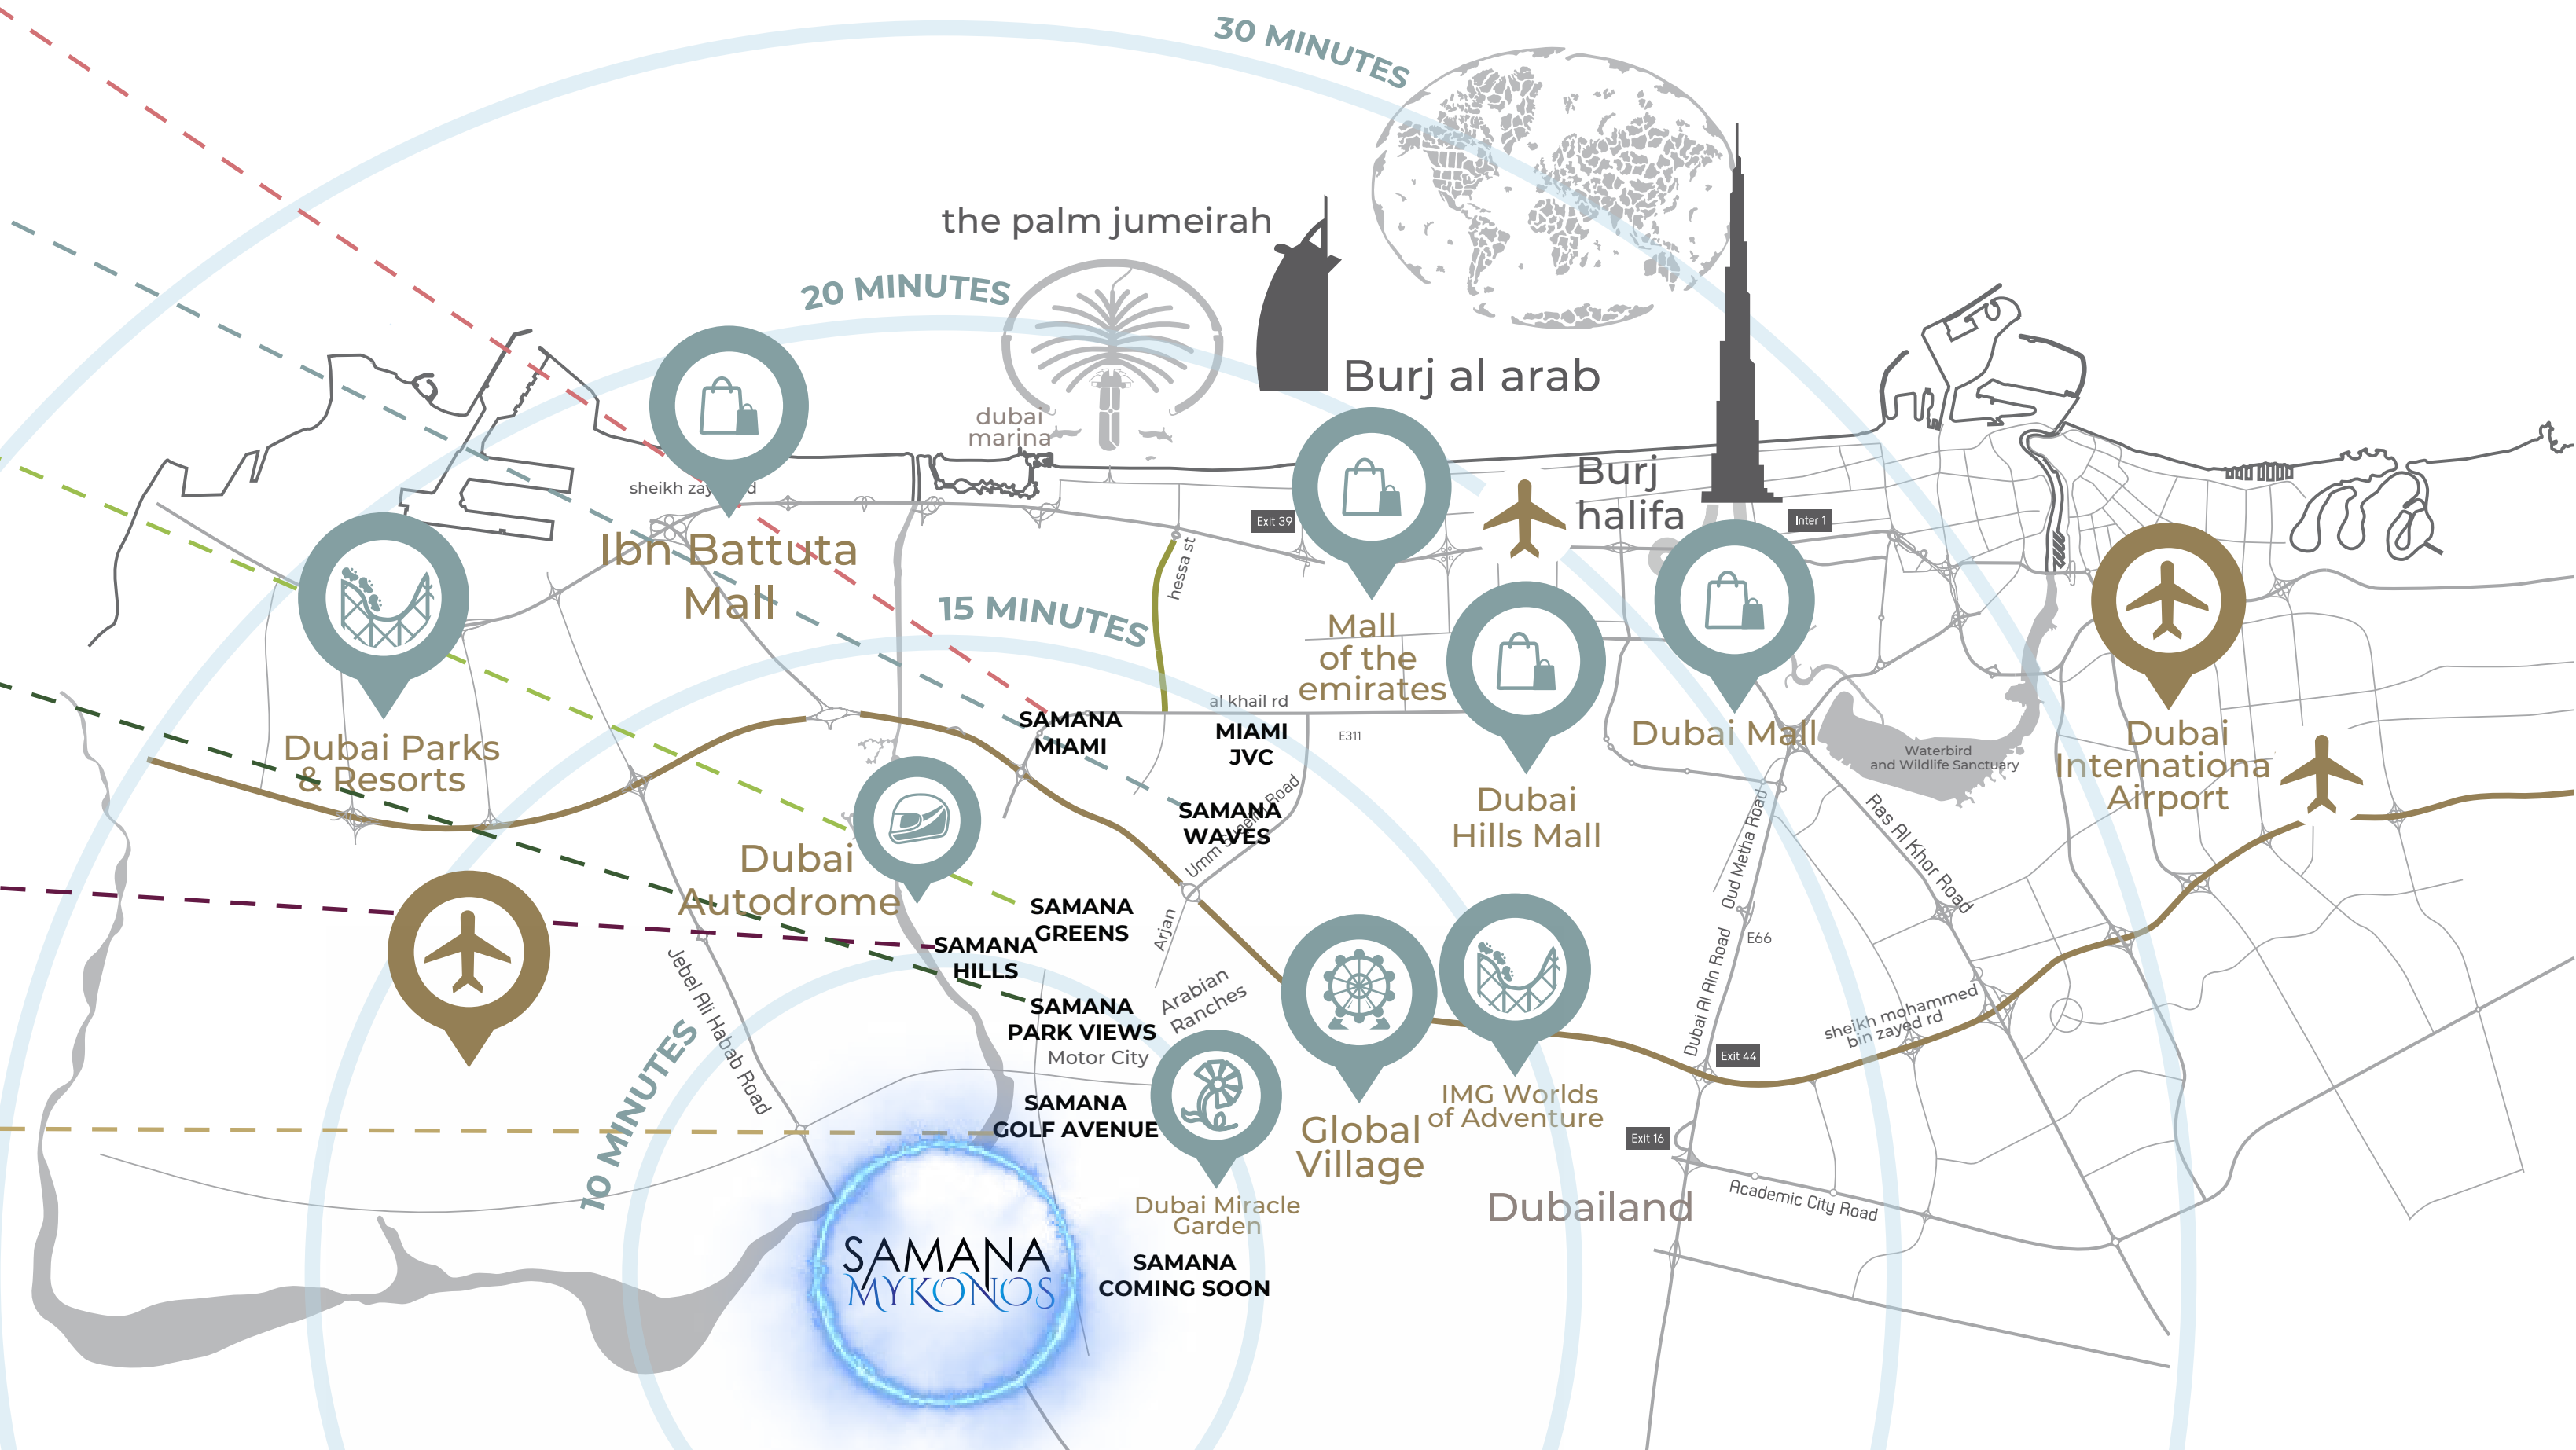 30 MINUTES
the palm jumeirah
20 MINUTES
Burj al arab
dubai
marina
Burj
halifa
sheikh zay
d
Exit 39
Inter 1
Ibn Battuta
Mall
hessa st
15 MINUTES
Mall
of the
emirates
al khail rd
SAMANA
MIAMI
MIAMI
JVC
E311
Dubai Mall
Dubai Parks
& Resorts
Waterbird
and Wildlife Sanctuary
Dubai
Internationa
Airport
Dubai
Hills Mall
SAMANA
WAVES
Umm Suqeim Road
Oud Metha Road
Ras Al Khor Road
Dubai
Autodrome
SAMANA
GREENS
SAMANA
HILLS
Arjan
E66
Jebel Ali Habab Road
Arabian
Ranches
SAMANA
PARK VIEWS
Motor City
Dubai Al Ain Road
sheikh mohammed
bin zayed rd
Exit 44
10 MINUTES
SAMANA
GOLF AVENUE
Global
Village
IMG Worlds
of Adventure
Exit 16
Dubai Miracle
Garden
Dubailand
Academic City Road
SAMANA
MYKONOS
SAMANA
COMING SOON